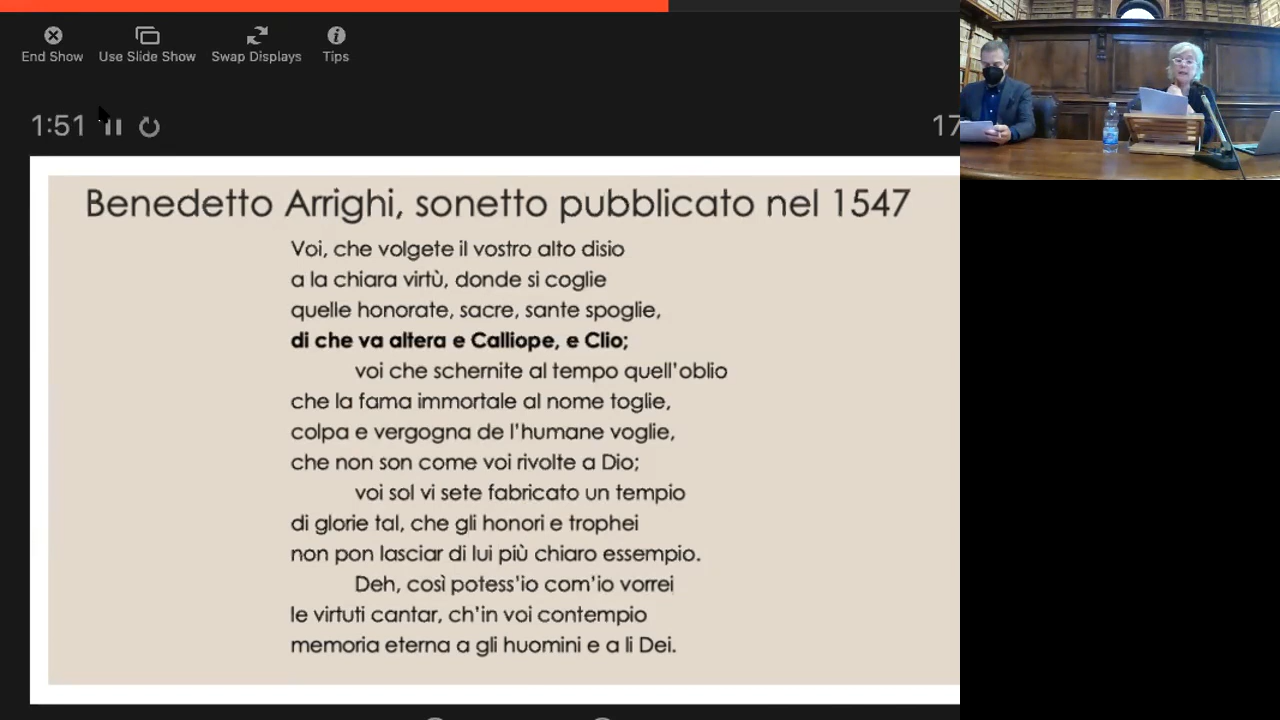 End Show
Use Slide Show
Swap Displays
Tips
1:51
17
Benedetto Arrighi, sonetto pubblicato nel 1547
Voi, che volgete il vostro alto disio
a la chiara virtù, donde si coglie
quelle honorate, sacre, sante spoglie,
di che va altera e Calliope, e Clio;
voi che schernite al tempo quell'oblio
che la fama immortale al nome toglie,
colpa e vergogna de l'humane voglie,
che non son come voi rivolte a Dio;
voi sol vi sete fabricato un tempio
di glorie tal, che gli honori e trophei
non pon lasciar di lui più chiaro essempio.
Deh, così potess'io com'io vorrei
le virtuti cantar, ch'in voi contempio
memoria eterna a gli huomini e a li Dei.